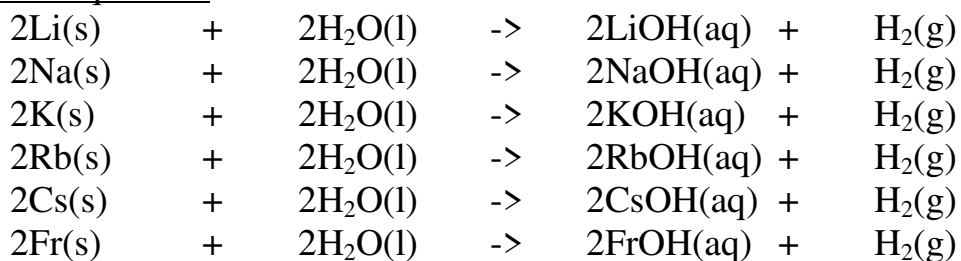 2Li(s) + 2H₂O(l) -> 2LiOH(aq) + H₂(g)
2Na(s) + 2H₂O(l) -> 2NaOH(aq) + H₂(g)
2K(s) + 2H₂O(l) -> 2KOH(aq) + H₂(g)
2Rb(s) + 2H₂O(l) -> 2RbOH(aq) + H₂(g)
2Cs(s) + 2H₂O(l) -> 2CsOH(aq) + H₂(g)
2Fr(s) + 2H₂O(l) -> 2FrOH(aq) + H₂(g)